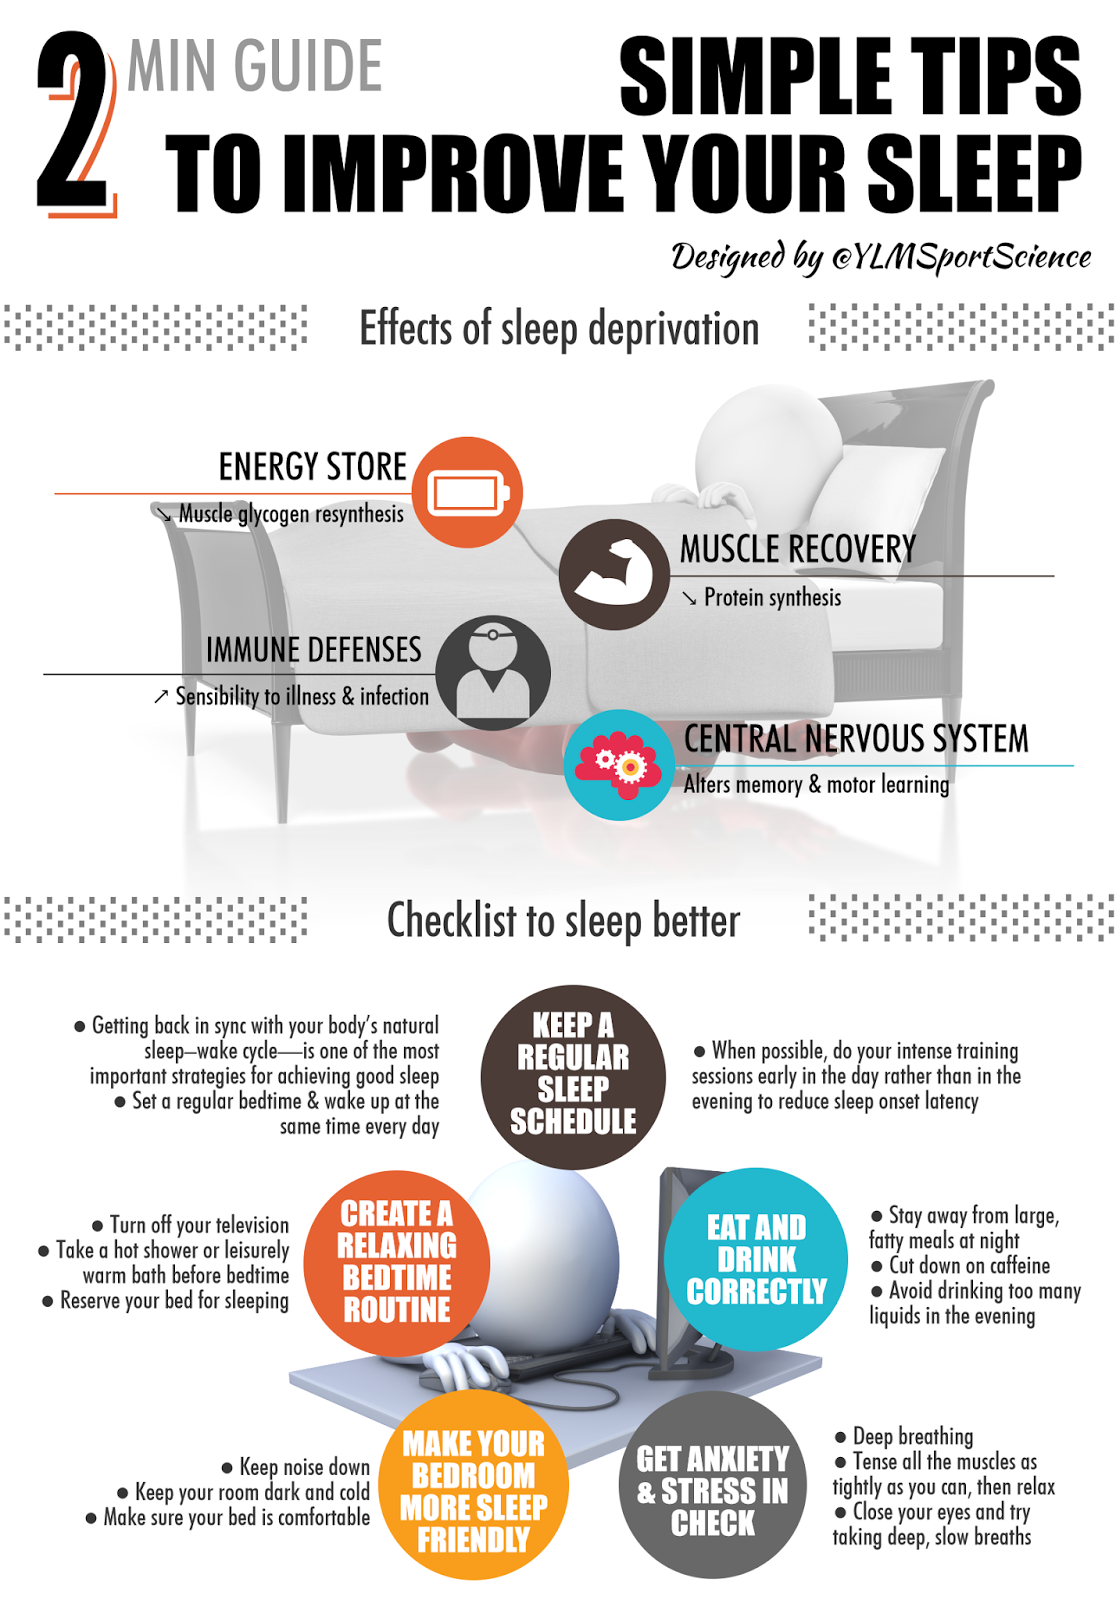 2 MIN GUIDE
SIMPLE TIPS
TO IMPROVE YOUR SLEEP
Designed by @YLMSportScience
Effects of sleep deprivation
ENERGY STORE
↘ Muscle glycogen resynthesis
MUSCLE RECOVERY
↘ Protein synthesis
IMMUNE DEFENSES
↗ Sensibility to illness & infection
CENTRAL NERVOUS SYSTEM
Alters memory & motor learning
Checklist to sleep better
KEEP A
REGULAR
SLEEP
SCHEDULE
● Getting back in sync with your body’s natural
sleep–wake cycle—is one of the most
important strategies for achieving good sleep
● Set a regular bedtime & wake up at the
same time every day
● When possible, do your intense training
sessions early in the day rather than in the
evening to reduce sleep onset latency
CREATE A
RELAXING
BEDTIME
ROUTINE
● Turn off your television
● Take a hot shower or leisurely
warm bath before bedtime
● Reserve your bed for sleeping
EAT AND
DRINK
CORRECTLY
● Stay away from large,
fatty meals at night
● Cut down on caffeine
● Avoid drinking too many
liquids in the evening
MAKE YOUR
BEDROOM
MORE SLEEP
FRIENDLY
● Keep noise down
● Keep your room dark and cold
● Make sure your bed is comfortable
GET ANXIETY
& STRESS IN
CHECK
● Deep breathing
● Tense all the muscles as
tightly as you can, then relax
● Close your eyes and try
taking deep, slow breaths